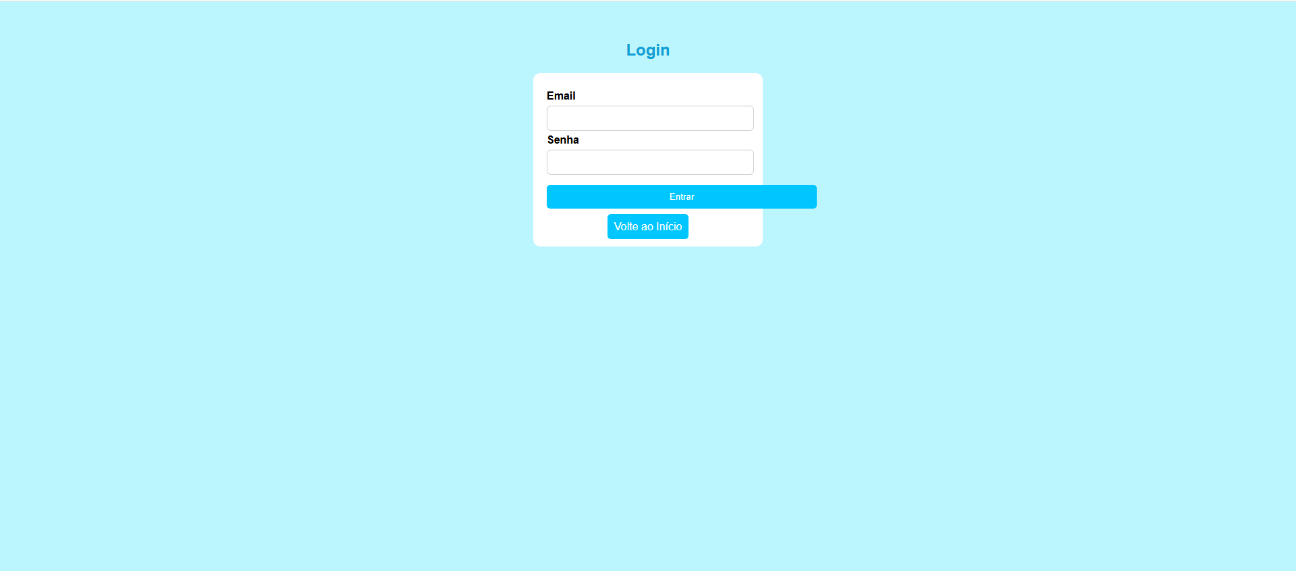 Login
Email
Senha
Entrar
Volte ao Início